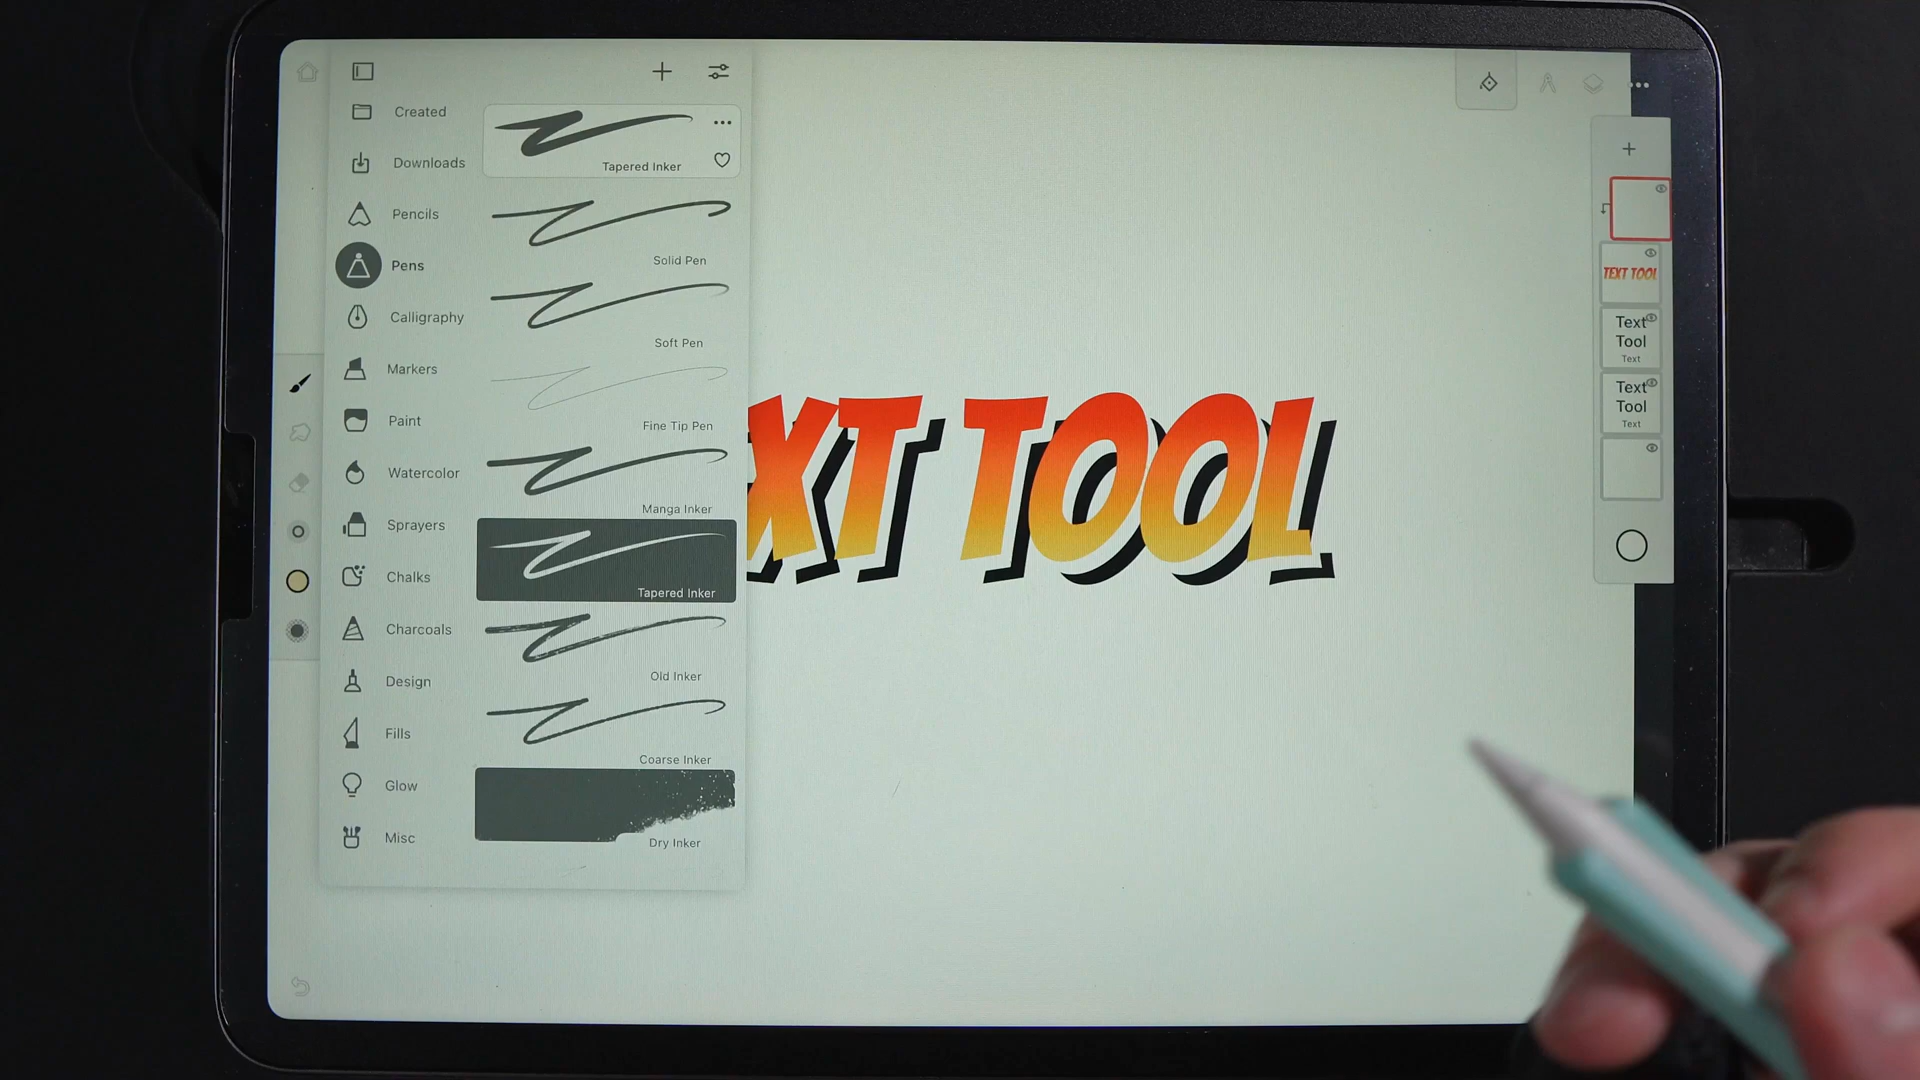 Created
Downloads
Pencils
Pens
Calligraphy
Markers
Paint
Watercolor
Sprayers
Chalks
Charcoals
Design
Fills
Glow
Misc
Tapered Inker
Solid Pen
Soft Pen
Fine Tip Pen
Manga Inker
Tapered Inker
Old Inker
Coarse Inker
Dry Inker
XT TOOL
TEXT TOOL
Text
Tool
Text
Text
Tool
Text